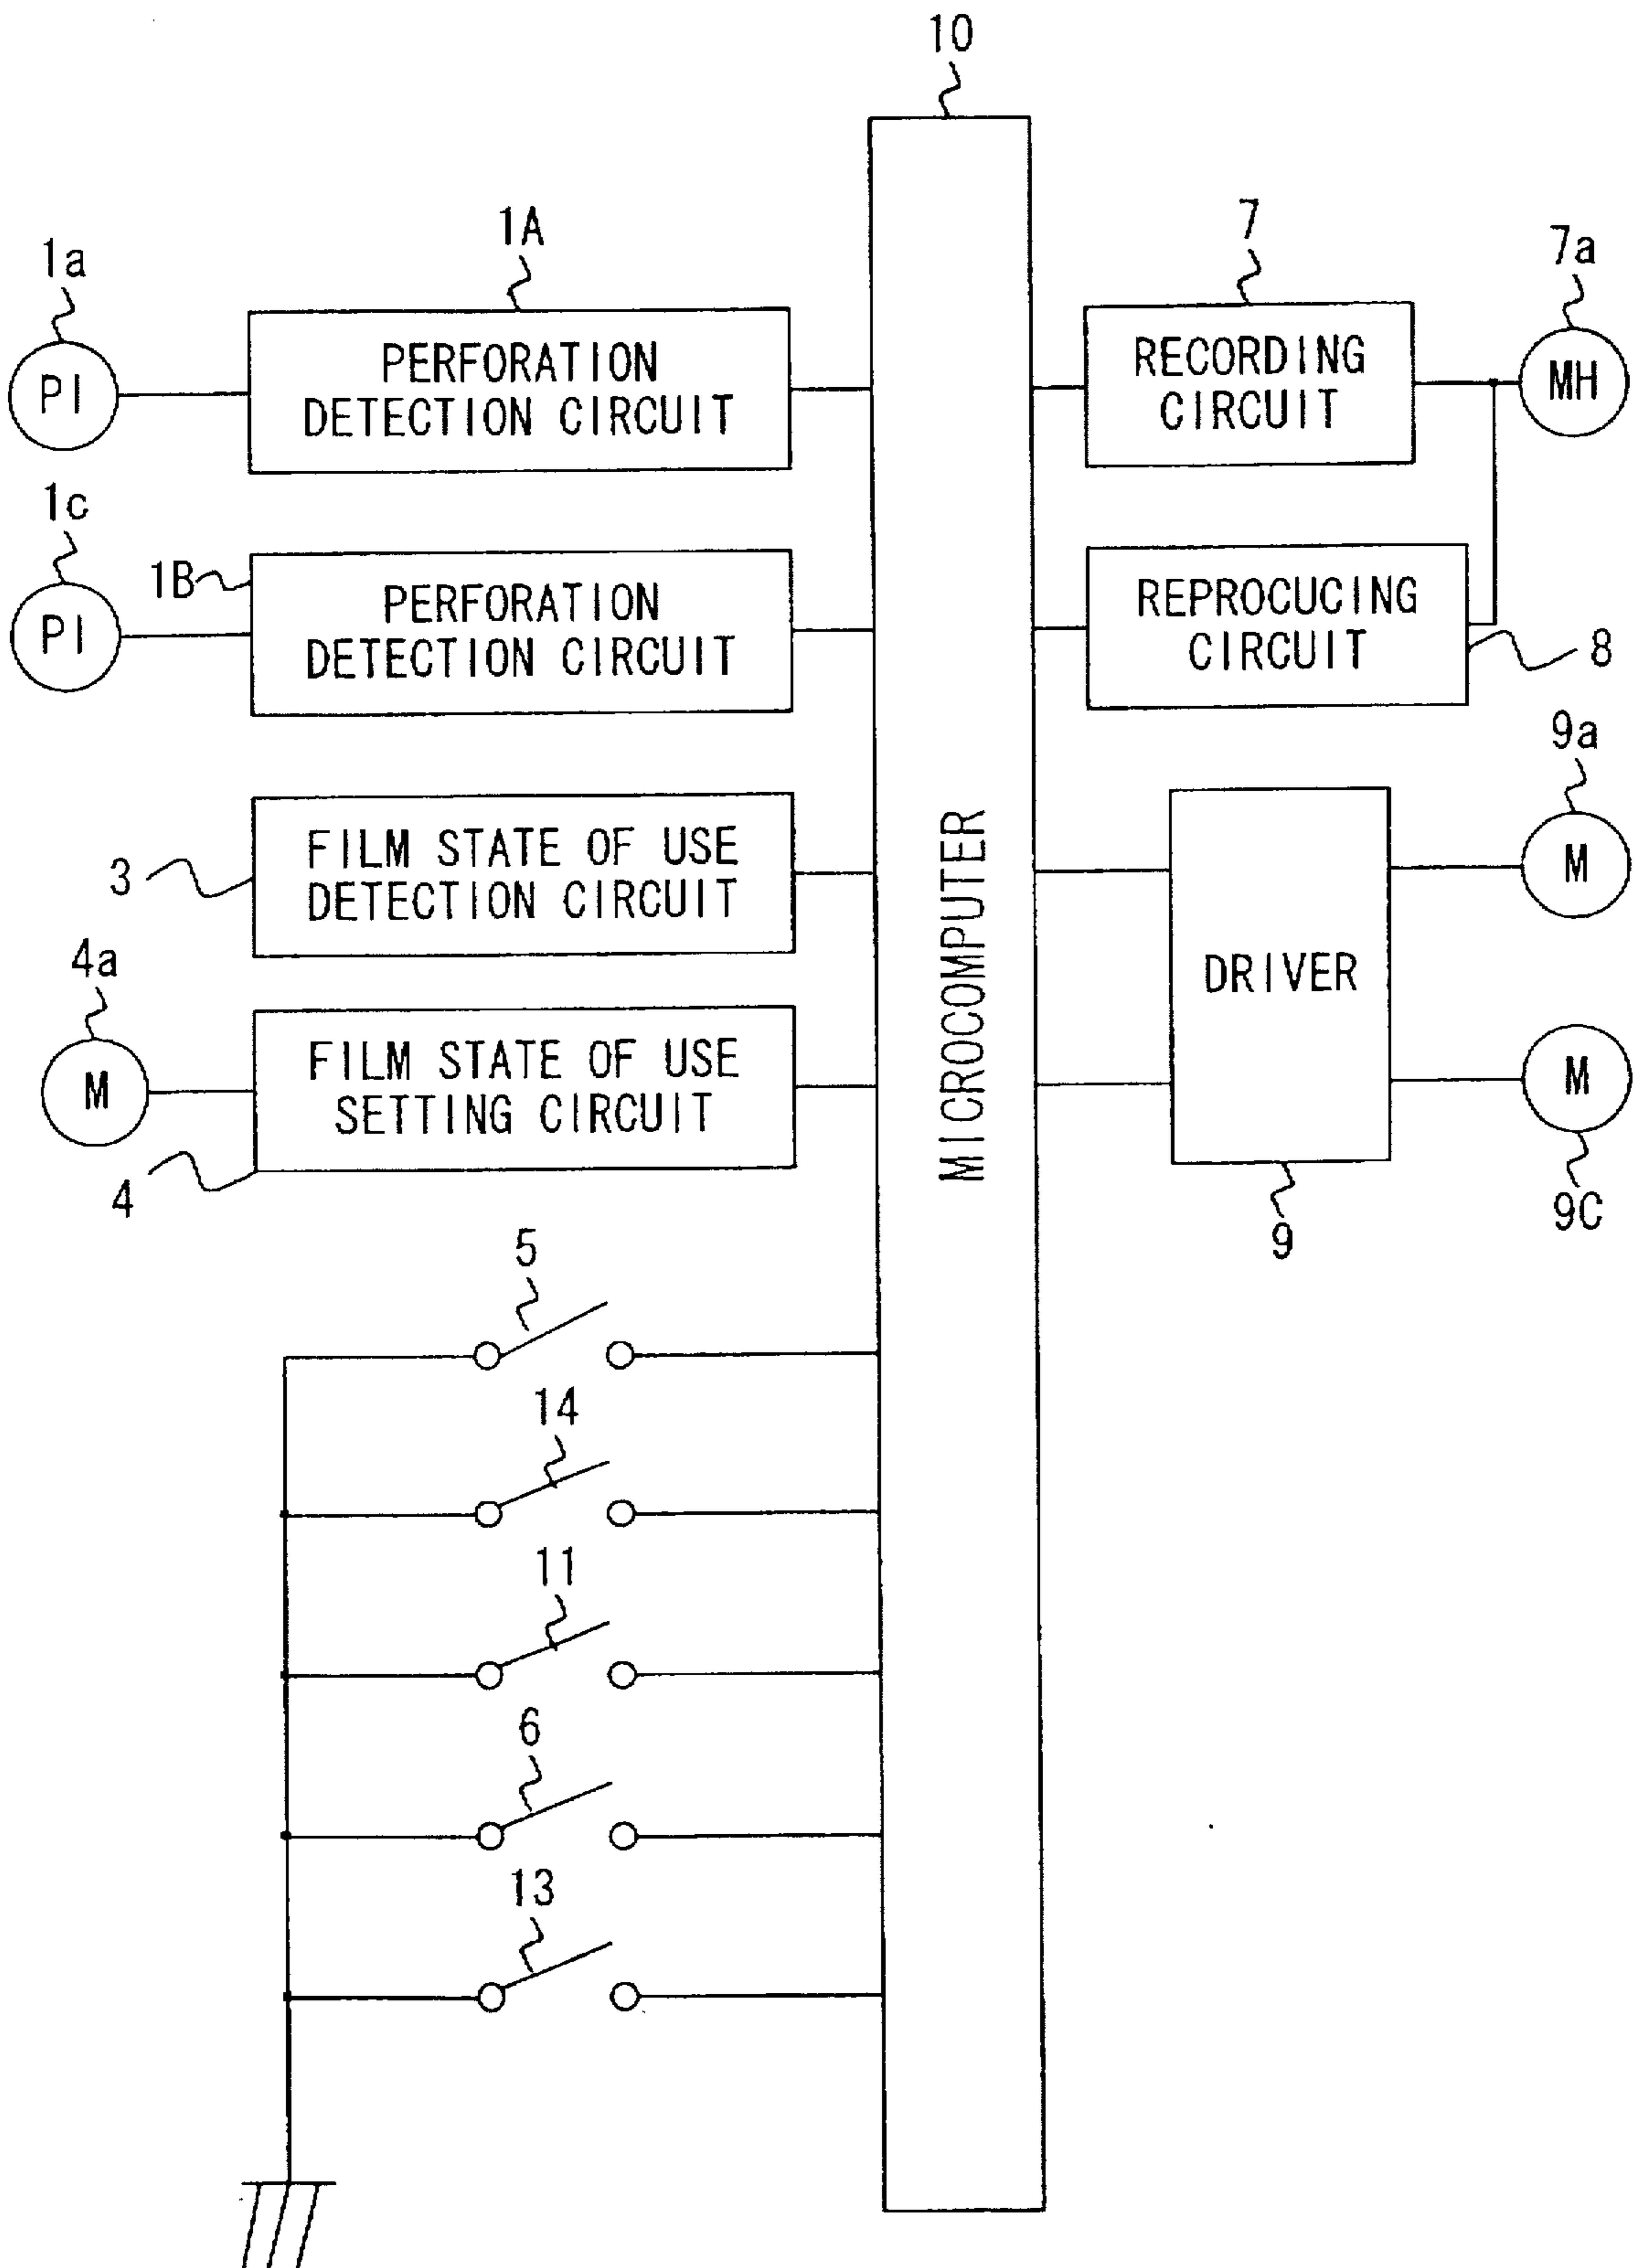 10
1A
7
1a
7a
PI
PERFORATION
DETECTION CIRCUIT
RECORDING
CIRCUIT
MH
1c
1B
PI
PERFORATION
DETECTION CIRCUIT
REPROCUCING
CIRCUIT
8
9a
3
FILM STATE OF USE
DETECTION CIRCUIT
MICROCOMPUTER
M
4a
DRIVER
M
FILM STATE OF USE
SETTING CIRCUIT
M
4
9
9C
5
14
11
6
13